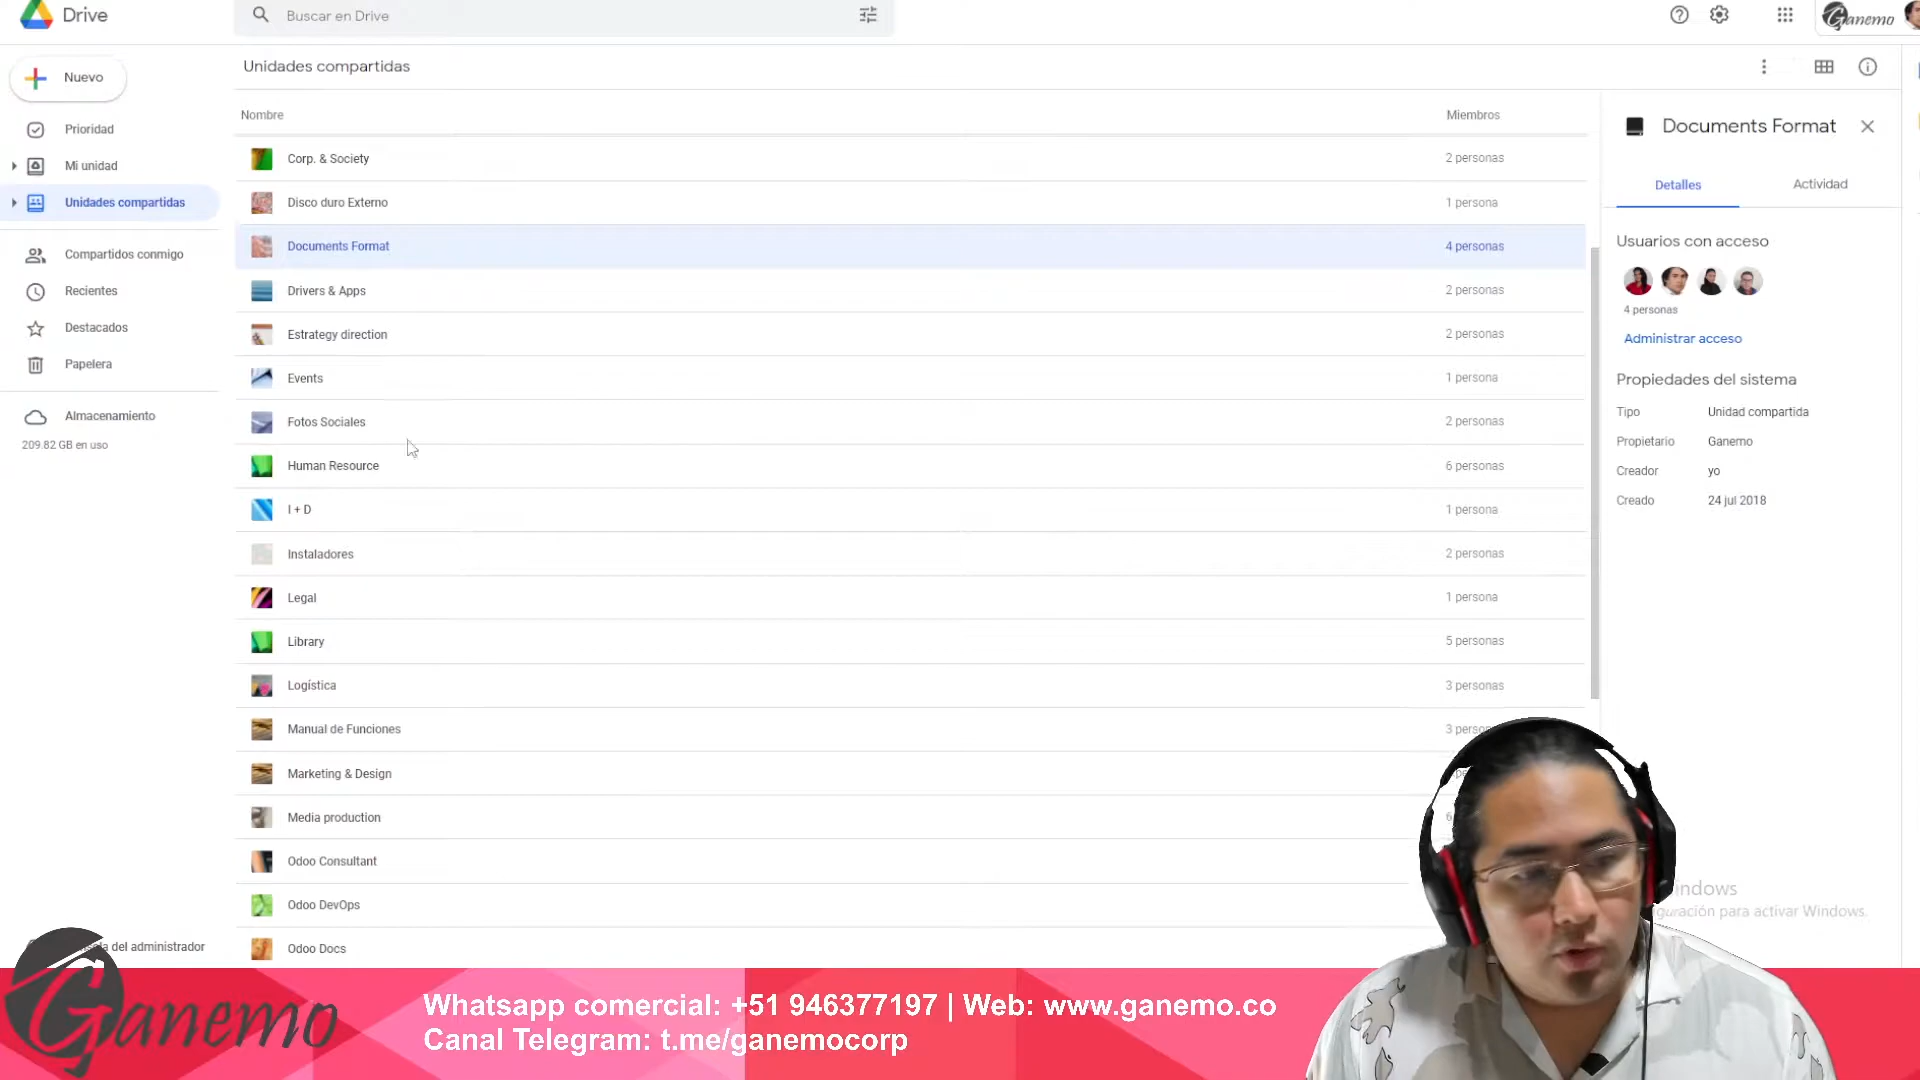 Drive
Buscar en Drive
Ganemo
Nuevo
Unidades compartidas
Nombre
Miembros
Prioridad
Mi unidad
Unidades compartidas
Compartidos conmigo
Recientes
Destacados
Papelera
Almacenamiento
209.82 GB en uso
del administrador
Corp. & Society
2 personas
Disco duro Externo
1 persona
Documents Format
4 personas
Drivers & Apps
2 personas
Estrategy direction
2 personas
Events
1 persona
Fotos Sociales
2 personas
Human Resource
6 personas
I + D
1 persona
Instaladores
2 personas
Legal
1 persona
Library
5 personas
Logística
3 personas
Manual de Funciones
3
Marketing & Design
Media production
6
Odoo Consultant
Odoo DevOps
Odoo Docs
Documents Format
Detalles
Actividad
Usuarios con acceso
4 personas
Administrar acceso
Propiedades del sistema
Tipo
Unidad compartida
Propietario
Ganemo
Creador
yo
Creado
24 jul 2018
para activar Windows.
Ganemo
Whatsapp comercial: +51 946377197 | Web: www.ganemo.co
Canal Telegram: t.me/ganemocorp